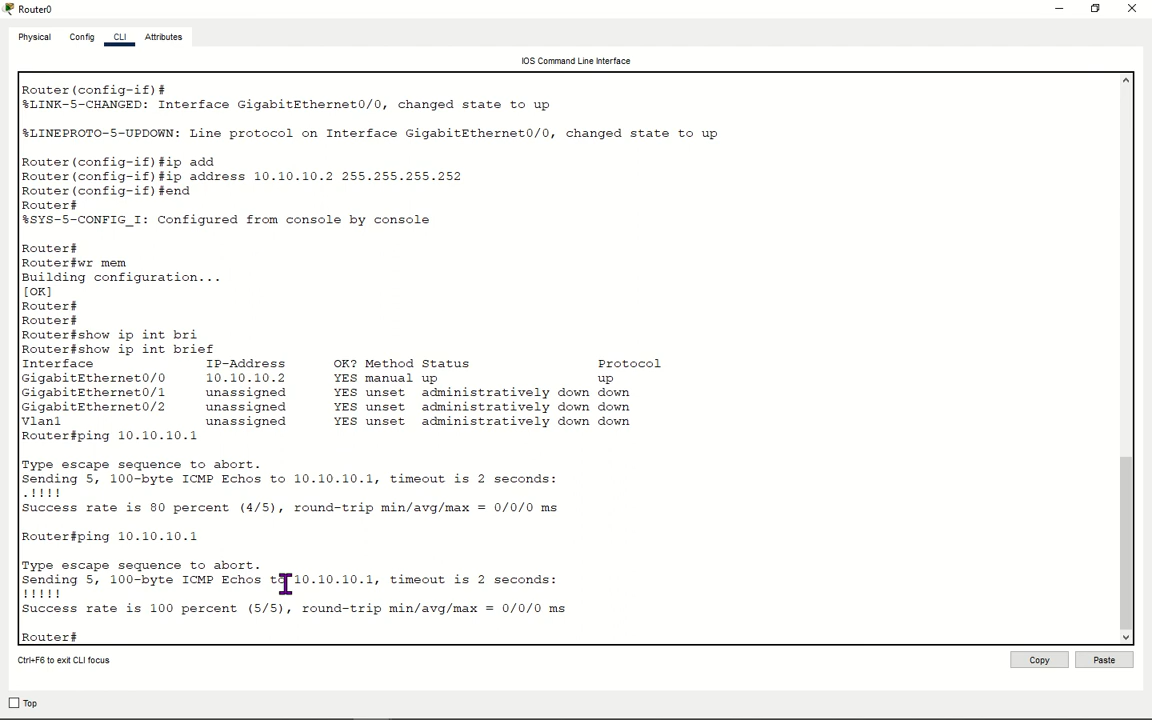 Router0
Physical Config CLI Attributes
IOS Command Line Interface
Router(config-if)#
%LINK-5-CHANGED: Interface GigabitEthernet0/0, changed state to up
%LINEPROTO-5-UPDOWN: Line protocol on Interface GigabitEthernet0/0, changed state to up
Router(config-if)#ip add
Router(config-if)#ip address 10.10.10.2 255.255.255.252
Router(config-if)#end
Router#
%SYS-5-CONFIG_I: Configured from console by console
Router#
Router#wr mem
Building configuration...
[OK]
Router#
Router#
Router#show ip int bri
Router#show ip int brief
Interface IP-Address OK? Method Status Protocol
GigabitEthernet0/0 10.10.10.2 YES manual up up
GigabitEthernet0/1 unassigned YES unset administratively down down
GigabitEthernet0/2 unassigned YES unset administratively down down
Vlan1 unassigned YES unset administratively down down
Router#ping 10.10.10.1
Type escape sequence to abort.
Sending 5, 100-byte ICMP Echos to 10.10.10.1, timeout is 2 seconds:
.!!!!
Success rate is 80 percent (4/5), round-trip min/avg/max = 0/0/0 ms
Router#ping 10.10.10.1
Type escape sequence to abort.
Sending 5, 100-byte ICMP Echos to 10.10.10.1, timeout is 2 seconds:
!!!!!
Success rate is 100 percent (5/5), round-trip min/avg/max = 0/0/0 ms
Router#
Ctrl+F6 to exit CLI focus
Copy Paste
Top